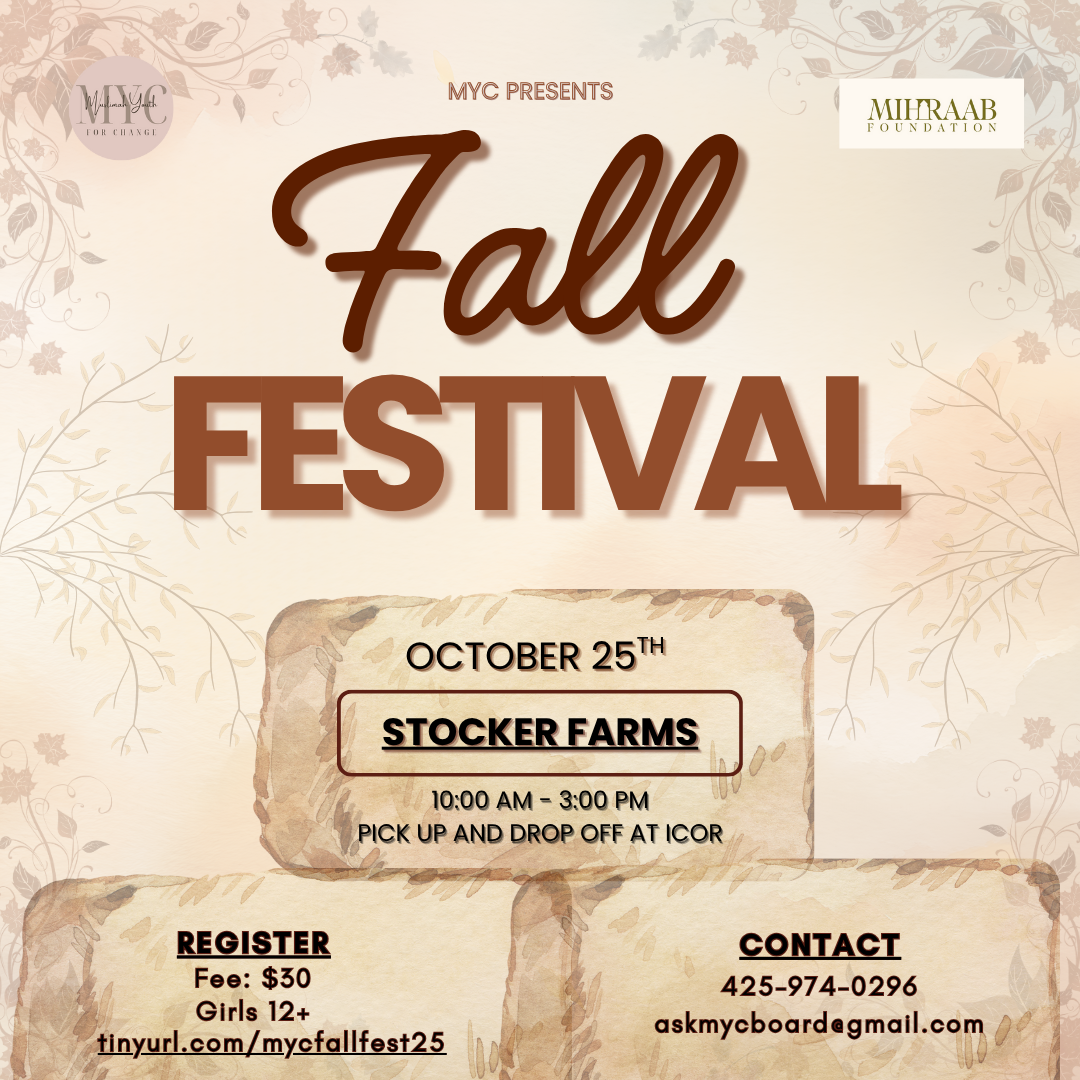 MYC
Muslimah Youth
FOR CHANGE
MYC PRESENTS
MIHRAAB
FOUNDATION
Fall
FESTIVAL
OCTOBER 25TH
STOCKER FARMS
10:00 AM - 3:00 PM
PICK UP AND DROP OFF AT ICOR
REGISTER
Fee: $30
Girls 12+
tinyurl.com/mycfallfest25
CONTACT
425-974-0296
askmycboard@gmail.com